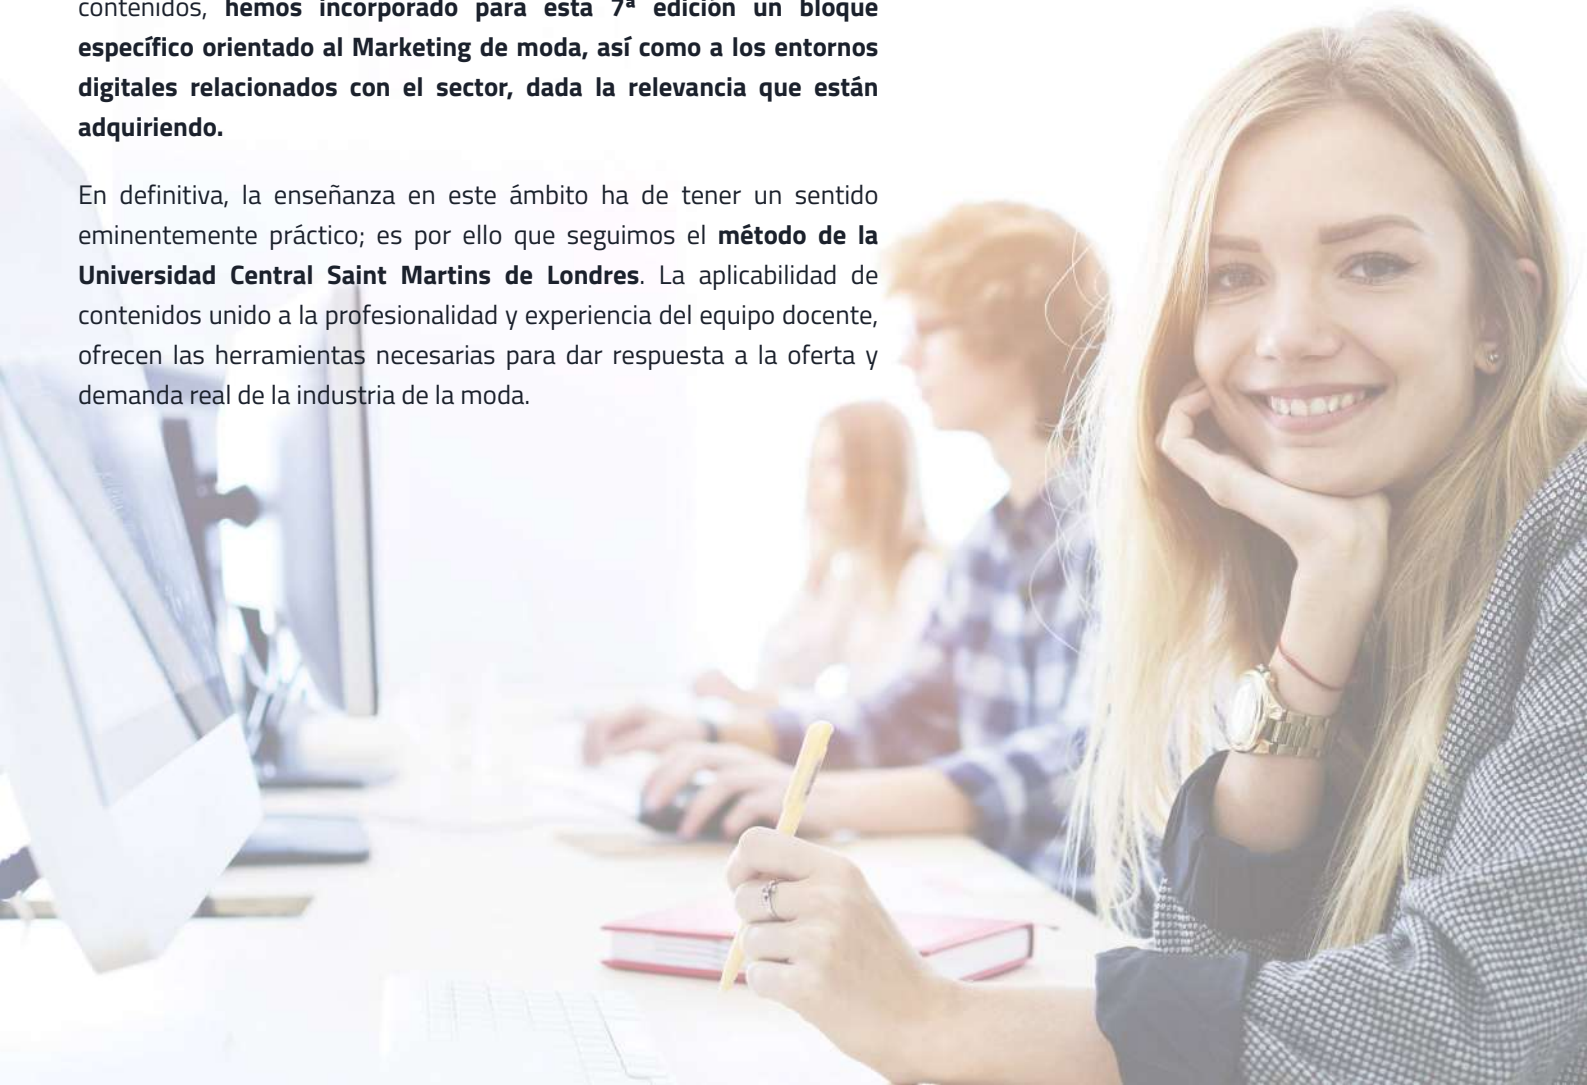 contenidos, hemos incorporado para esta 7ª edición un bloque
específico orientado al Marketing de moda, así como a los entornos
digitales relacionados con el sector, dada la relevancia que están
adquiriendo.
En definitiva, la enseñanza en este ámbito ha de tener un sentido
eminentemente práctico; es por ello que seguimos el método de la
Universidad Central Saint Martins de Londres. La aplicabilidad de
contenidos unido a la profesionalidad y experiencia del equipo docente,
ofrecen las herramientas necesarias para dar respuesta a la oferta y
demanda real de la industria de la moda.